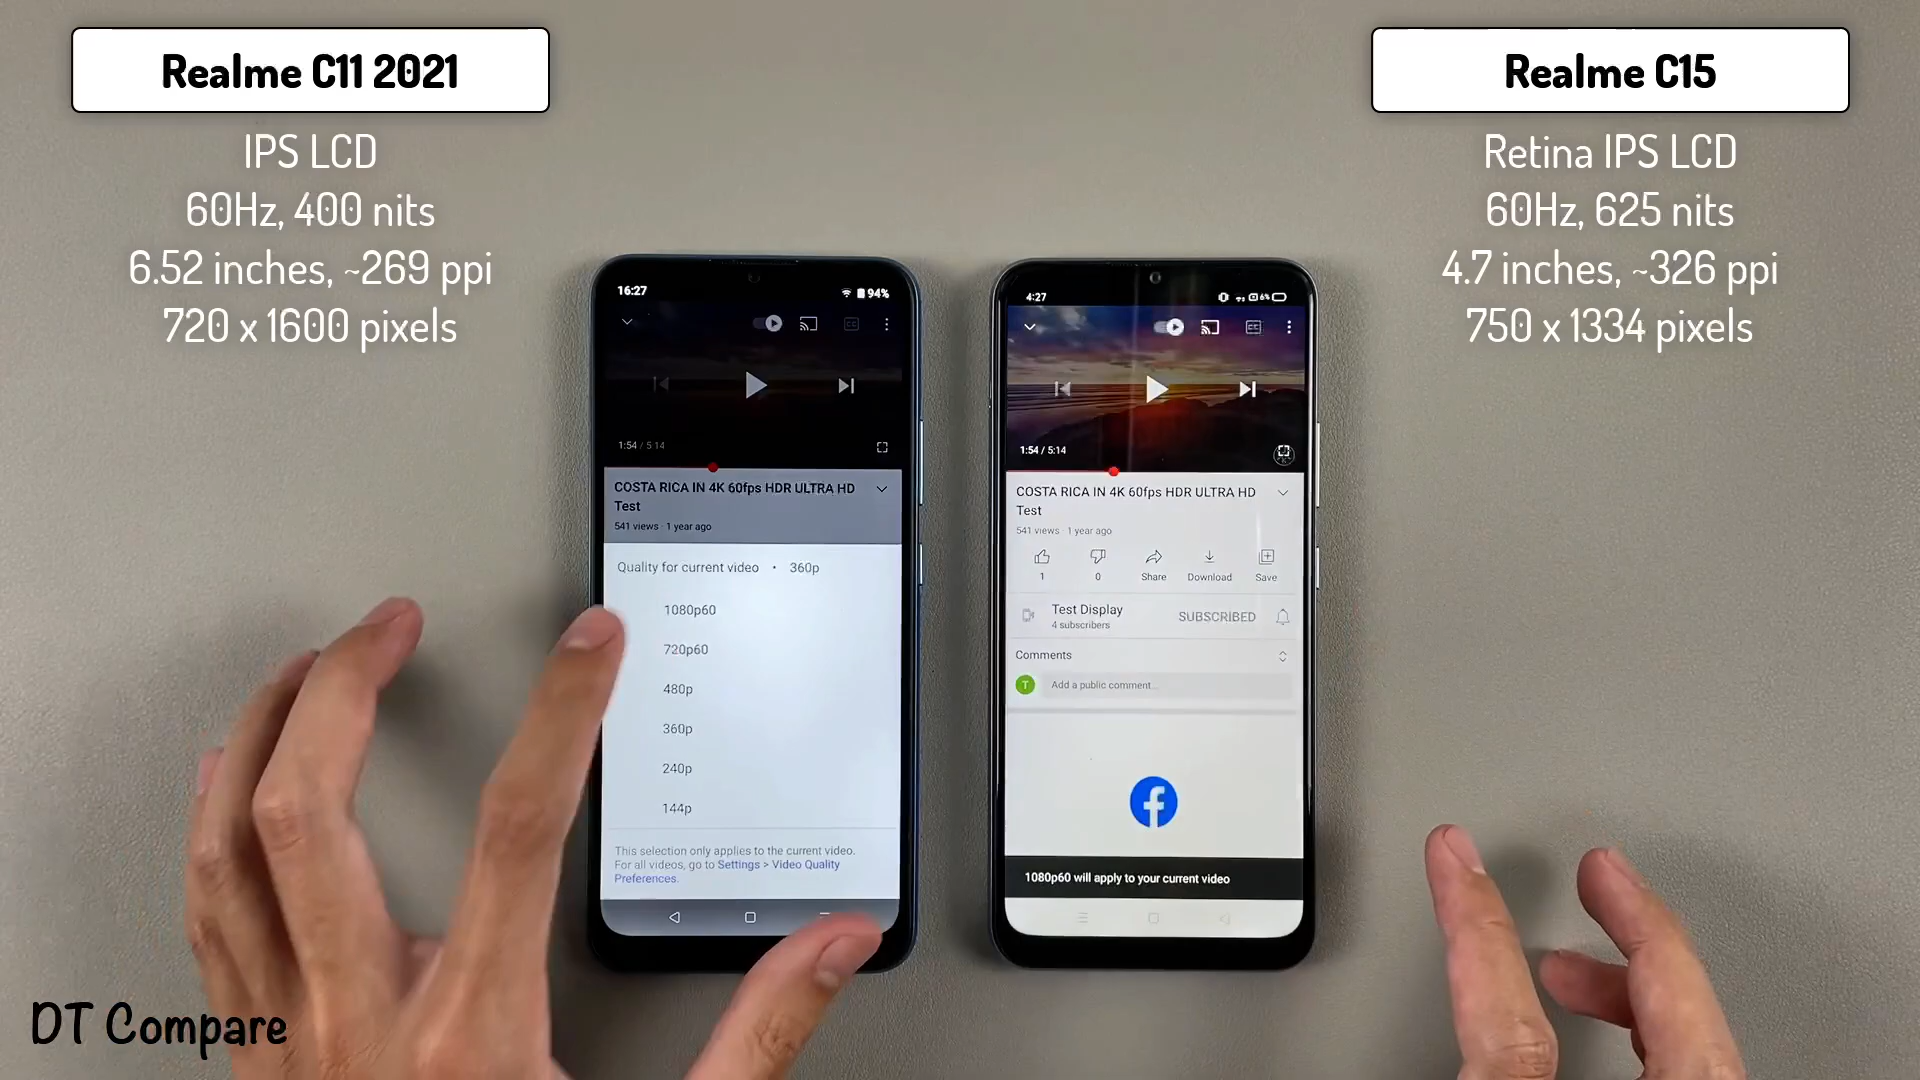 Realme C11 2021
IPS LCD
60Hz, 400 nits
6.52 inches, ~269 ppi
720 x 1600 pixels
Realme C15
Retina IPS LCD
60Hz, 625 nits
4.7 inches, ~326 ppi
750 x 1334 pixels
16:27
94%
CC
1:54 / 5:14
COSTA RICA IN 4K 60fps HDR ULTRA HD
Test
541 views · 1 year ago
Quality for current video • 360p
1080p60
720p60
480p
360p
240p
144p
This selection only applies to the current video.
For all videos, go to Settings > Video Quality
Preferences.
4:27
6%
CC
1:54 / 5:14
COSTA RICA IN 4K 60fps HDR ULTRA HD
Test
541 views · 1 year ago
1
0
Share
Download
Save
Test Display
4 subscribers
SUBSCRIBED
Comments
T
Add a public comment...
1080p60 will apply to your current video
DT Compare